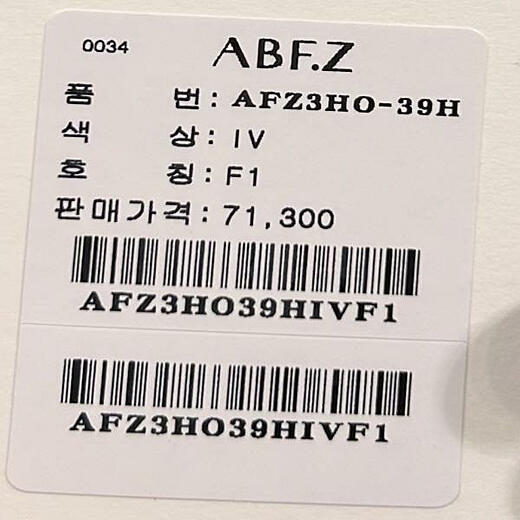 0034 ABF.Z
품 번 : AFZ3HO-39H
색 상 : IV
호 칭 : F1
판매가격 : 71,300
AFZ3HO39HIVF1
AFZ3HO39HIVF1